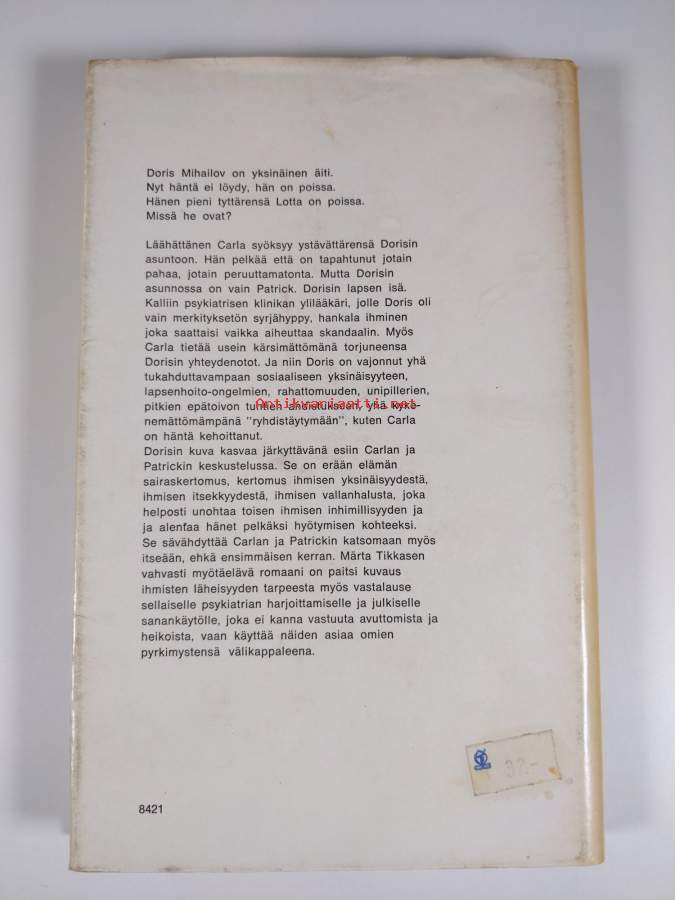 Doris Mihailov on yksinäinen äiti.
Nyt häntä ei löydy, hän on poissa.
Hänen pieni tyttärensä Lotta on poissa.
Missä he ovat?
Läähättänen Carla syöksyy ystävättärensä Dorisin
asuntoon. Hän pelkää että on tapahtunut jotain
pahaa, jotain peruuttamatonta. Mutta Dorisin
asunnossa on vain Patrick. Dorisin lapsen isä.
Kalliin psykiatrisen klinikan ylilääkäri, jolle Doris oli
vain merkityksetön syrjähyppy, hankala ihminen
joka saattaisi vaikka aiheuttaa skandaalin. Myös
Carla tietää usein kärsimättömänä torjuneensa
Dorisin yhteydenotot. Ja niin Doris on vajonnut yhä
tukahduttavampaan sosiaaliseen yksinäisyyteen,
lapsenhoito-ongelmien, rahattomuuden, unipillerien,
Antikvariaatti.net
pitkien epätoivon tuntien ahdistukseen, yhä kyke-
nemättömämpänä "ryhdistäytymään", kuten Carla
on häntä kehoittanut.
Dorisin kuva kasvaa järkyttävänä esiin Carlan ja
Patrickin keskustelussa. Se on erään elämän
sairaskertomus, kertomus ihmisen yksinäisyydestä,
ihmisen itsekkyydestä, ihmisen vallanhalusta, joka
helposti unohtaa toisen ihmisen inhimillisyyden ja
ja alenfaa hänet pelkäksi hyötymisen kohteeksi.
Se sävähdyttää Carlan ja Patrickin katsomaan myös
itseään, ehkä ensimmäisen kerran. Märta Tikkasen
vahvasti myötäelävä romaani on paitsi kuvaus
ihmisten läheisyyden tarpeesta myös vastalause
sellaiselle psykiatrian harjoittamiselle ja julkiselle
sanankäytölle, joka ei kanna vastuuta avuttomista ja
heikoista, vaan käyttää näiden asiaa omien
pyrkimystensä välikappaleena.
32.-
8421